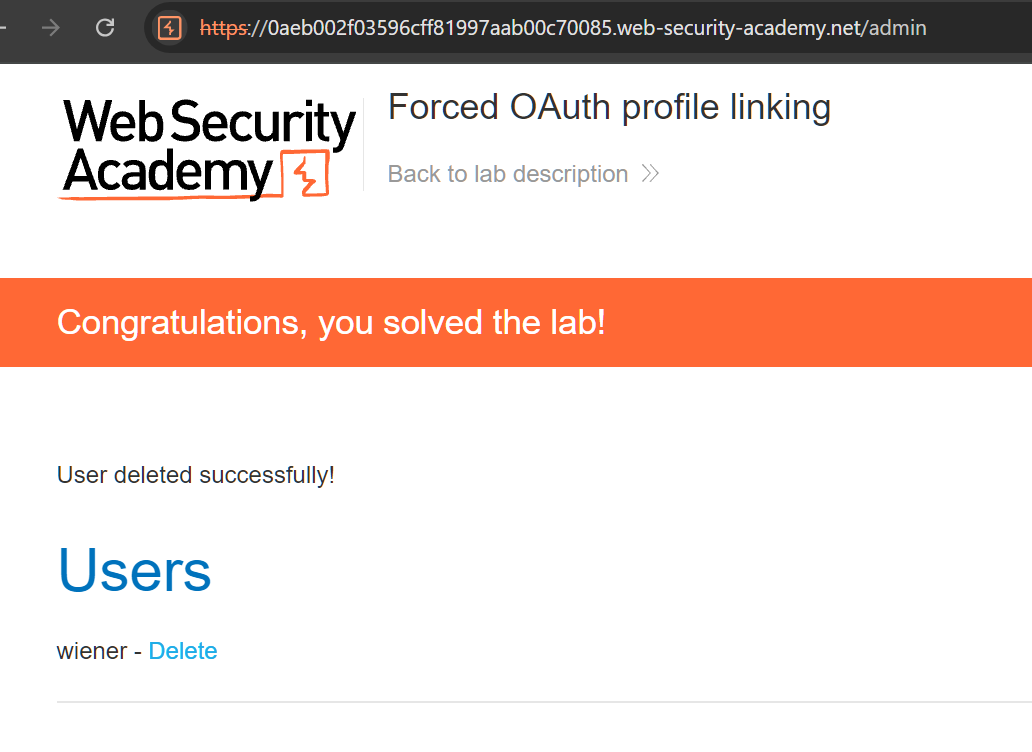 https://0aeb002f03596cff81997aab00c70085.web-security-academy.net/admin
Web Security
Academy
Forced OAuth profile linking
Back to lab description
Congratulations, you solved the lab!
User deleted successfully!
Users
wiener - Delete